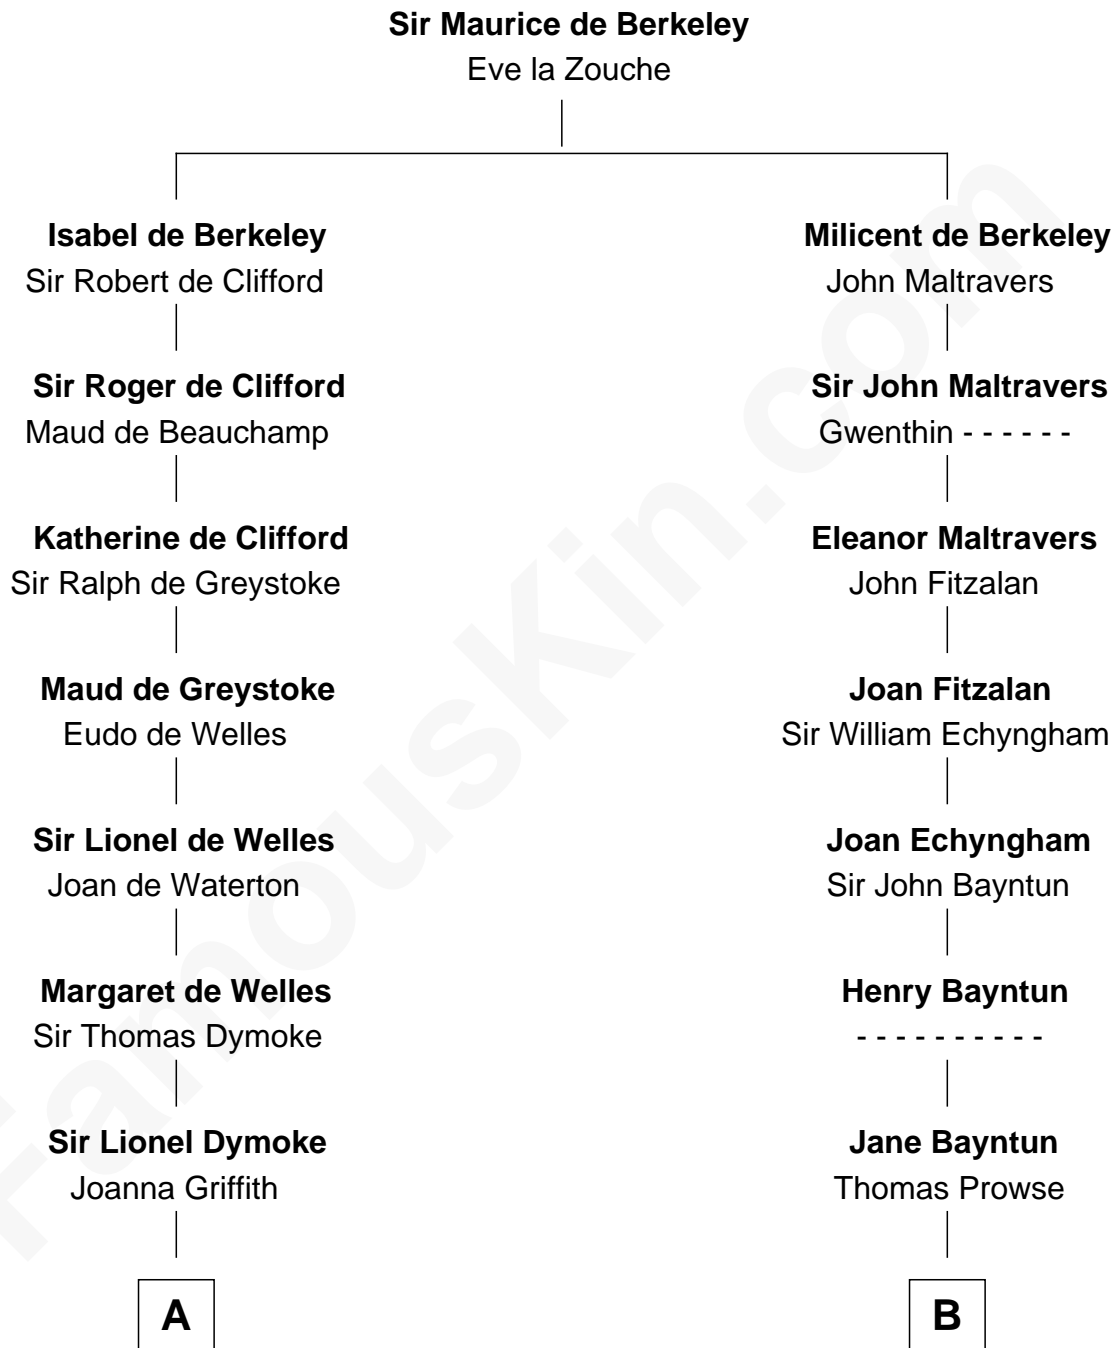 Sir Maurice de Berkeley
Eve la Zouche
Isabel de Berkeley
Sir Robert de Clifford
Milicent de Berkeley
John Maltravers
Sir Roger de Clifford
Maud de Beauchamp
Sir John Maltravers
Gwenthin - - - - - -
Katherine de Clifford
Sir Ralph de Greystoke
Eleanor Maltravers
John Fitzalan
Maud de Greystoke
Eudo de Welles
Joan Fitzalan
Sir William Echyngham
Sir Lionel de Welles
Joan de Waterton
Joan Echyngham
Sir John Bayntun
Margaret de Welles
Sir Thomas Dymoke
Henry Bayntun
- - - - - - - - - -
Sir Lionel Dymoke
Joanna Griffith
Jane Bayntun
Thomas Prowse
A
B
FamousKin.com